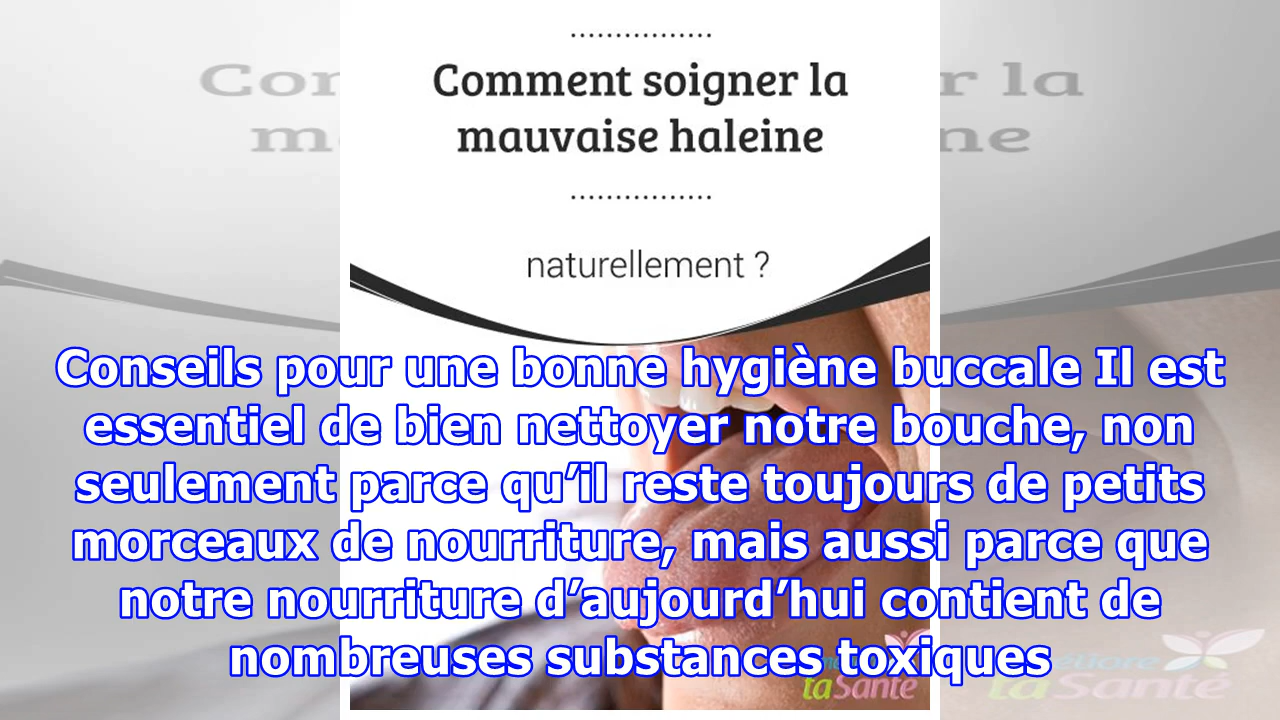 Comment soigner la
mauvaise haleine
naturellement ?
Conseils pour une bonne hygiène buccale Il est
essentiel de bien nettoyer notre bouche, non
seulement parce qu’il reste toujours de petits
morceaux de nourriture, mais aussi parce que
notre nourriture d’aujourd’hui contient de
nombreuses substances toxiques
taSanté